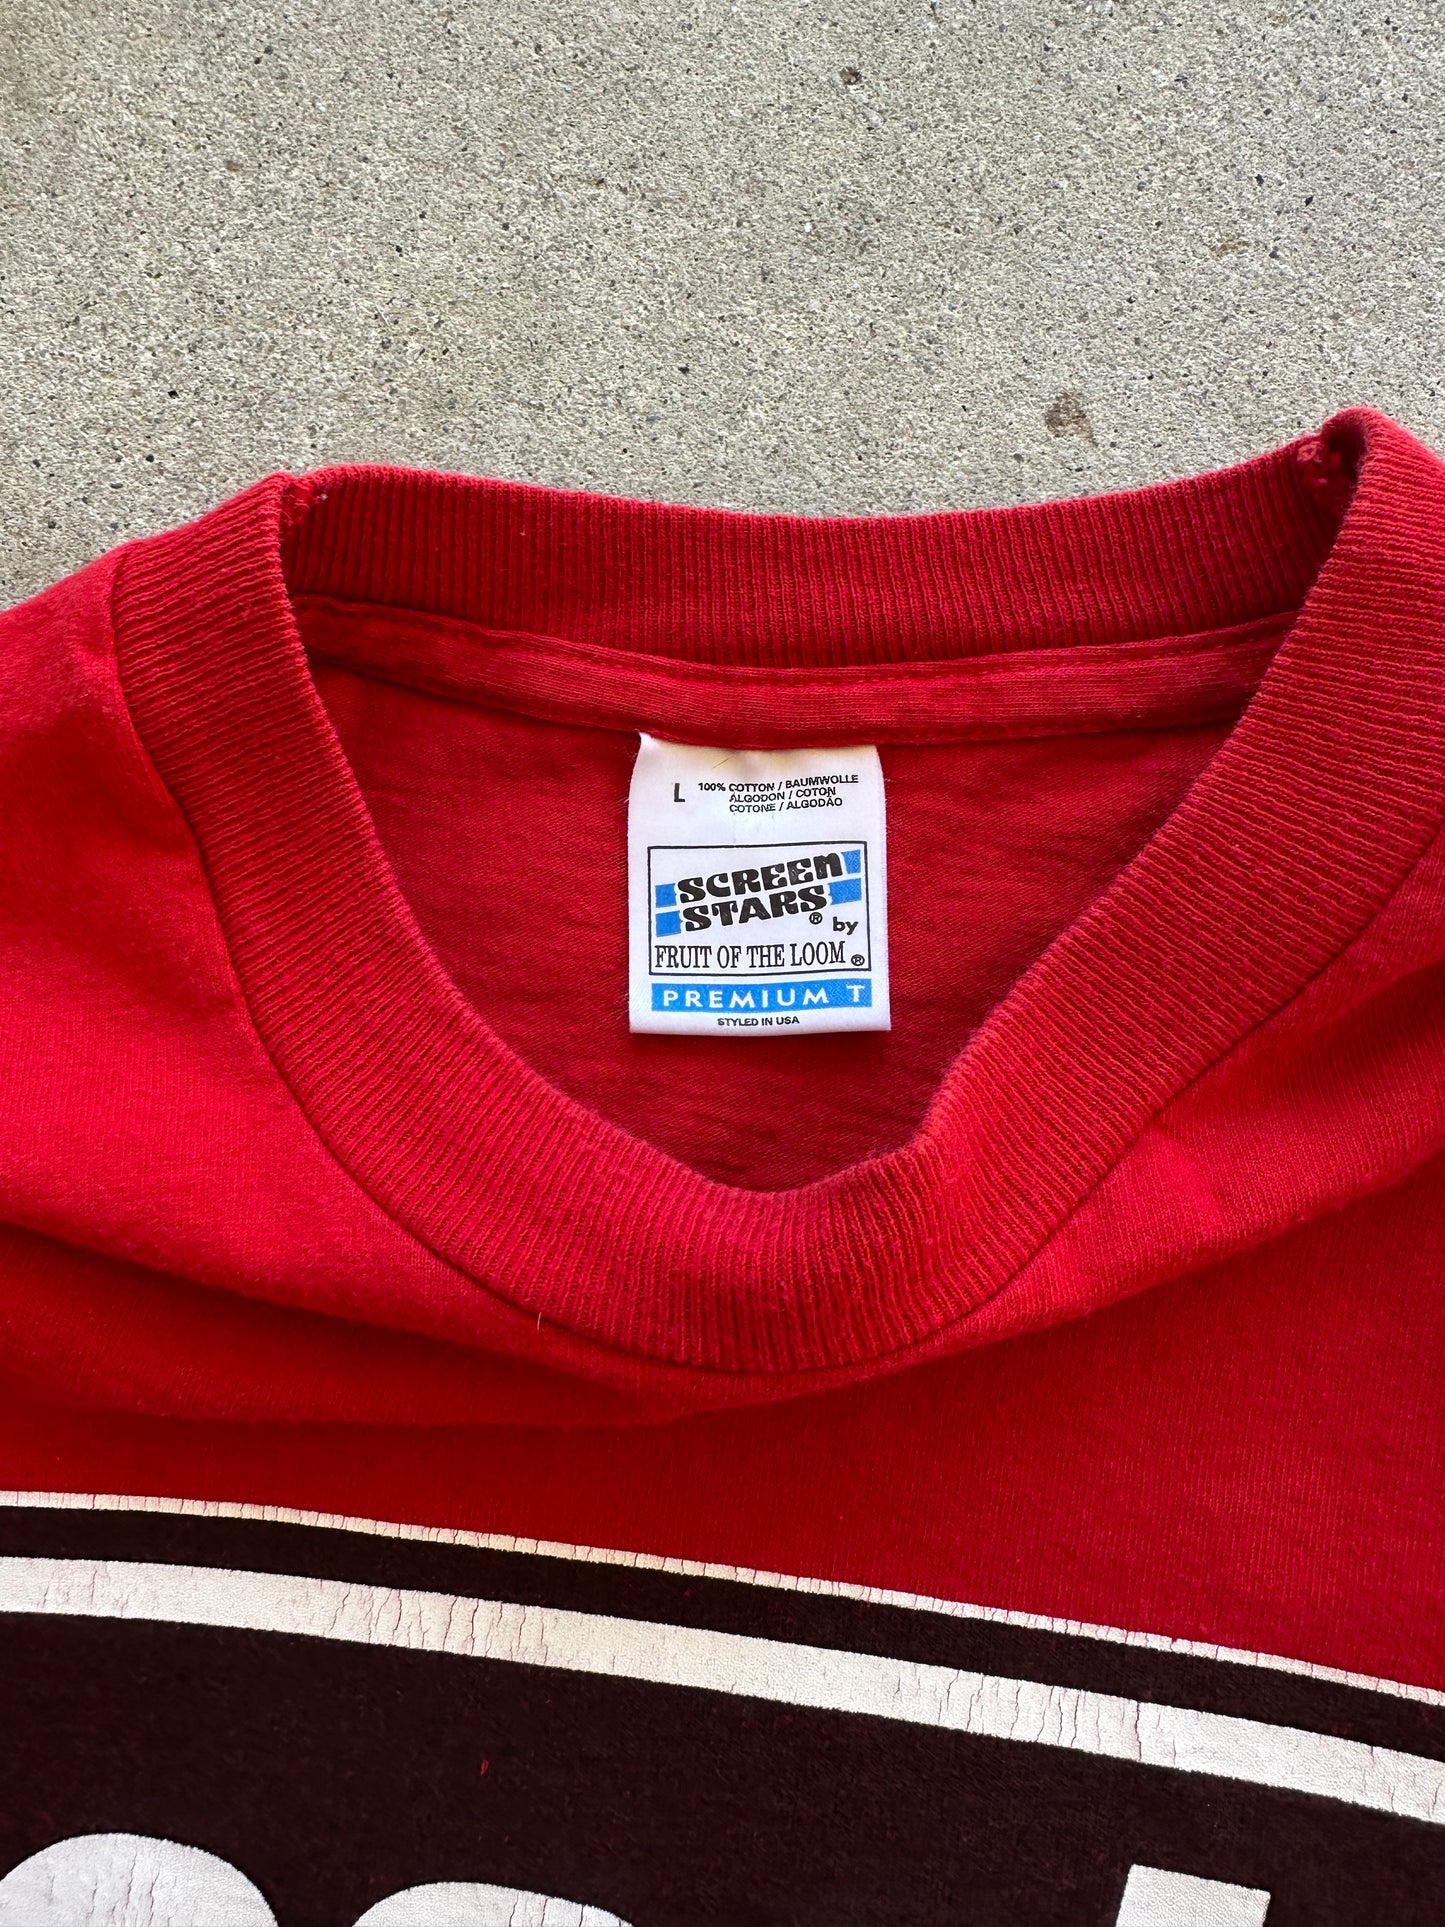 L 100% COTTON / BAUMWOLLE
ALGODON / COTON
COTONE / ALGODÃO
SCREEN
STARS® by
FRUIT OF THE LOOM®
PREMIUM T
STYLED IN USA